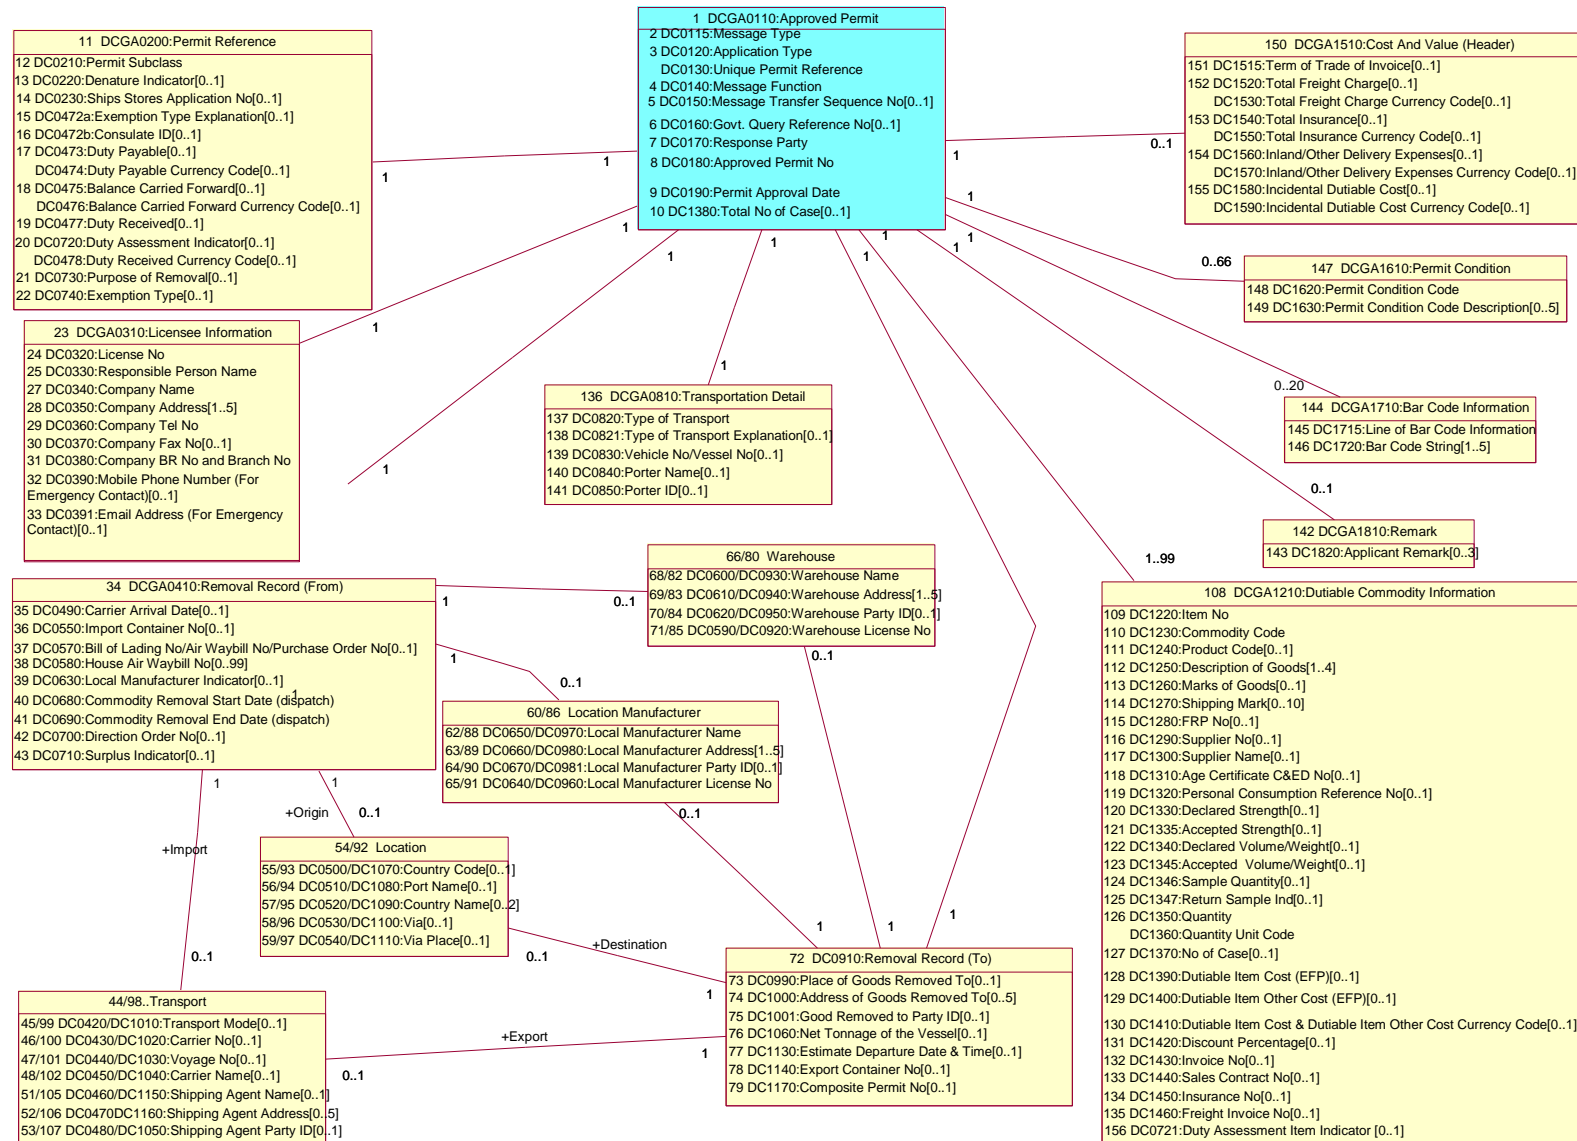 1  DCGA0110:Approved Permit
2 DC0115:Message Type
3 DC0120:Application Type
DC0130:Unique Permit Reference
4 DC0140:Message Function
5 DC0150:Message Transfer Sequence No[0..1]
6 DC0160:Govt. Query Reference No[0..1]
7 DC0170:Response Party
8 DC0180:Approved Permit No
9 DC0190:Permit Approval Date
10 DC1380:Total No of Case[0..1]
11  DCGA0200:Permit Reference
12 DC0210:Permit Subclass
13 DC0220:Denature Indicator[0..1]
14 DC0230:Ships Stores Application No[0..1]
15 DC0472a:Exemption Type Explanation[0..1]
16 DC0472b:Consulate ID[0..1]
17 DC0473:Duty Payable[0..1]
DC0474:Duty Payable Currency Code[0..1]
18 DC0475:Balance Carried Forward[0..1]
DC0476:Balance Carried Forward Currency Code[0..1]
19 DC0477:Duty Received[0..1]
20 DC0720:Duty Assessment Indicator[0..1]
DC0478:Duty Received Currency Code[0..1]
21 DC0730:Purpose of Removal[0..1]
22 DC0740:Exemption Type[0..1]
150  DCGA1510:Cost And Value (Header)
151 DC1515:Term of Trade of Invoice[0..1]
152 DC1520:Total Freight Charge[0..1]
DC1530:Total Freight Charge Currency Code[0..1]
153 DC1540:Total Insurance[0..1]
DC1550:Total Insurance Currency Code[0..1]
154 DC1560:Inland/Other Delivery Expenses[0..1]
DC1570:Inland/Other Delivery Expenses Currency Code[0..1]
155 DC1580:Incidental Dutiable Cost[0..1]
DC1590:Incidental Dutiable Cost Currency Code[0..1]
1
1
1
0..1
1
1
1
1
1
1
1
1
0..66
147  DCGA1610:Permit Condition
148 DC1620:Permit Condition Code
149 DC1630:Permit Condition Code Description[0..5]
23  DCGA0310:Licensee Information
24 DC0320:License No
25 DC0330:Responsible Person Name
27 DC0340:Company Name
28 DC0350:Company Address[1..5]
29 DC0360:Company Tel No
30 DC0370:Company Fax No[0..1]
31 DC0380:Company BR No and Branch No
32 DC0390:Mobile Phone Number (For
Emergency Contact)[0..1]
33 DC0391:Email Address (For Emergency
Contact)[0..1]
1
1
1
136  DCGA0810:Transportation Detail
137 DC0820:Type of Transport
138 DC0821:Type of Transport Explanation[0..1]
139 DC0830:Vehicle No/Vessel No[0..1]
140 DC0840:Porter Name[0..1]
141 DC0850:Porter ID[0..1]
0..20
144  DCGA1710:Bar Code Information
145 DC1715:Line of Bar Code Information
146 DC1720:Bar Code String[1..5]
0..1
142 DCGA1810:Remark
143 DC1820:Applicant Remark[0..3]
1..99
66/80  Warehouse
68/82 DC0600/DC0930:Warehouse Name
69/83 DC0610/DC0940:Warehouse Address[1..5]
70/84 DC0620/DC0950:Warehouse Party ID[0..1]
71/85 DC0590/DC0920:Warehouse License No
34  DCGA0410:Removal Record (From)
35 DC0490:Carrier Arrival Date[0..1]
36 DC0550:Import Container No[0..1]
37 DC0570:Bill of Lading No/Air Waybill No/Purchase Order No[0..1]
38 DC0580:House Air Waybill No[0..99]
39 DC0630:Local Manufacturer Indicator[0..1]
1
40 DC0680:Commodity Removal Start Date (dispatch)
41 DC0690:Commodity Removal End Date (dispatch)
42 DC0700:Direction Order No[0..1]
43 DC0710:Surplus Indicator[0..1]
1
0..1
1
0..1
0..1
60/86  Location Manufacturer
62/88 DC0650/DC0970:Local Manufacturer Name
63/89 DC0660/DC0980:Local Manufacturer Address[1..5]
64/90 DC0670/DC0981:Local Manufacturer Party ID[0..1]
65/91 DC0640/DC0960:Local Manufacturer License No
108  DCGA1210:Dutiable Commodity Information
109 DC1220:Item No
110 DC1230:Commodity Code
111 DC1240:Product Code[0..1]
112 DC1250:Description of Goods[1..4]
113 DC1260:Marks of Goods[0..1]
114 DC1270:Shipping Mark[0..10]
115 DC1280:FRP No[0..1]
116 DC1290:Supplier No[0..1]
117 DC1300:Supplier Name[0..1]
118 DC1310:Age Certificate C&ED No[0..1]
119 DC1320:Personal Consumption Reference No[0..1]
120 DC1330:Declared Strength[0..1]
121 DC1335:Accepted Strength[0..1]
122 DC1340:Declared Volume/Weight[0..1]
123 DC1345:Accepted  Volume/Weight[0..1]
124 DC1346:Sample Quantity[0..1]
125 DC1347:Return Sample Ind[0..1]
126 DC1350:Quantity
DC1360:Quantity Unit Code
127 DC1370:No of Case[0..1]
128 DC1390:Dutiable Item Cost (EFP)[0..1]
129 DC1400:Dutiable Item Other Cost (EFP)[0..1]
130 DC1410:Dutiable Item Cost & Dutiable Item Other Cost Currency Code[0..1]
131 DC1420:Discount Percentage[0..1]
132 DC1430:Invoice No[0..1]
133 DC1440:Sales Contract No[0..1]
134 DC1450:Insurance No[0..1]
135 DC1460:Freight Invoice No[0..1]
156 DC0721:Duty Assessment Item Indicator [0..1]
1
1
+Origin
0..1
+Import
0..1
54/92  Location
55/93 DC0500/DC1070:Country Code[0..1]
56/94 DC0510/DC1080:Port Name[0..1]
57/95 DC0520/DC1090:Country Name[0..2]
58/96 DC0530/DC1100:Via[0..1]
59/97 DC0540/DC1110:Via Place[0..1]
0..1
0..1
+Destination
1
1
1
1
72  DC0910:Removal Record (To)
73 DC0990:Place of Goods Removed To[0..1]
74 DC1000:Address of Goods Removed To[0..5]
75 DC1001:Good Removed to Party ID[0..1]
76 DC1060:Net Tonnage of the Vessel[0..1]
77 DC1130:Estimate Departure Date & Time[0..1]
78 DC1140:Export Container No[0..1]
79 DC1170:Composite Permit No[0..1]
44/98..Transport
45/99 DC0420/DC1010:Transport Mode[0..1]
46/100 DC0430/DC1020:Carrier No[0..1]
47/101 DC0440/DC1030:Voyage No[0..1]
48/102 DC0450/DC1040:Carrier Name[0..1]
51/105 DC0460/DC1150:Shipping Agent Name[0..1]
52/106 DC0470DC1160:Shipping Agent Address[0..5]
53/107 DC0480/DC1050:Shipping Agent Party ID[0..1]
+Export
0..1
1